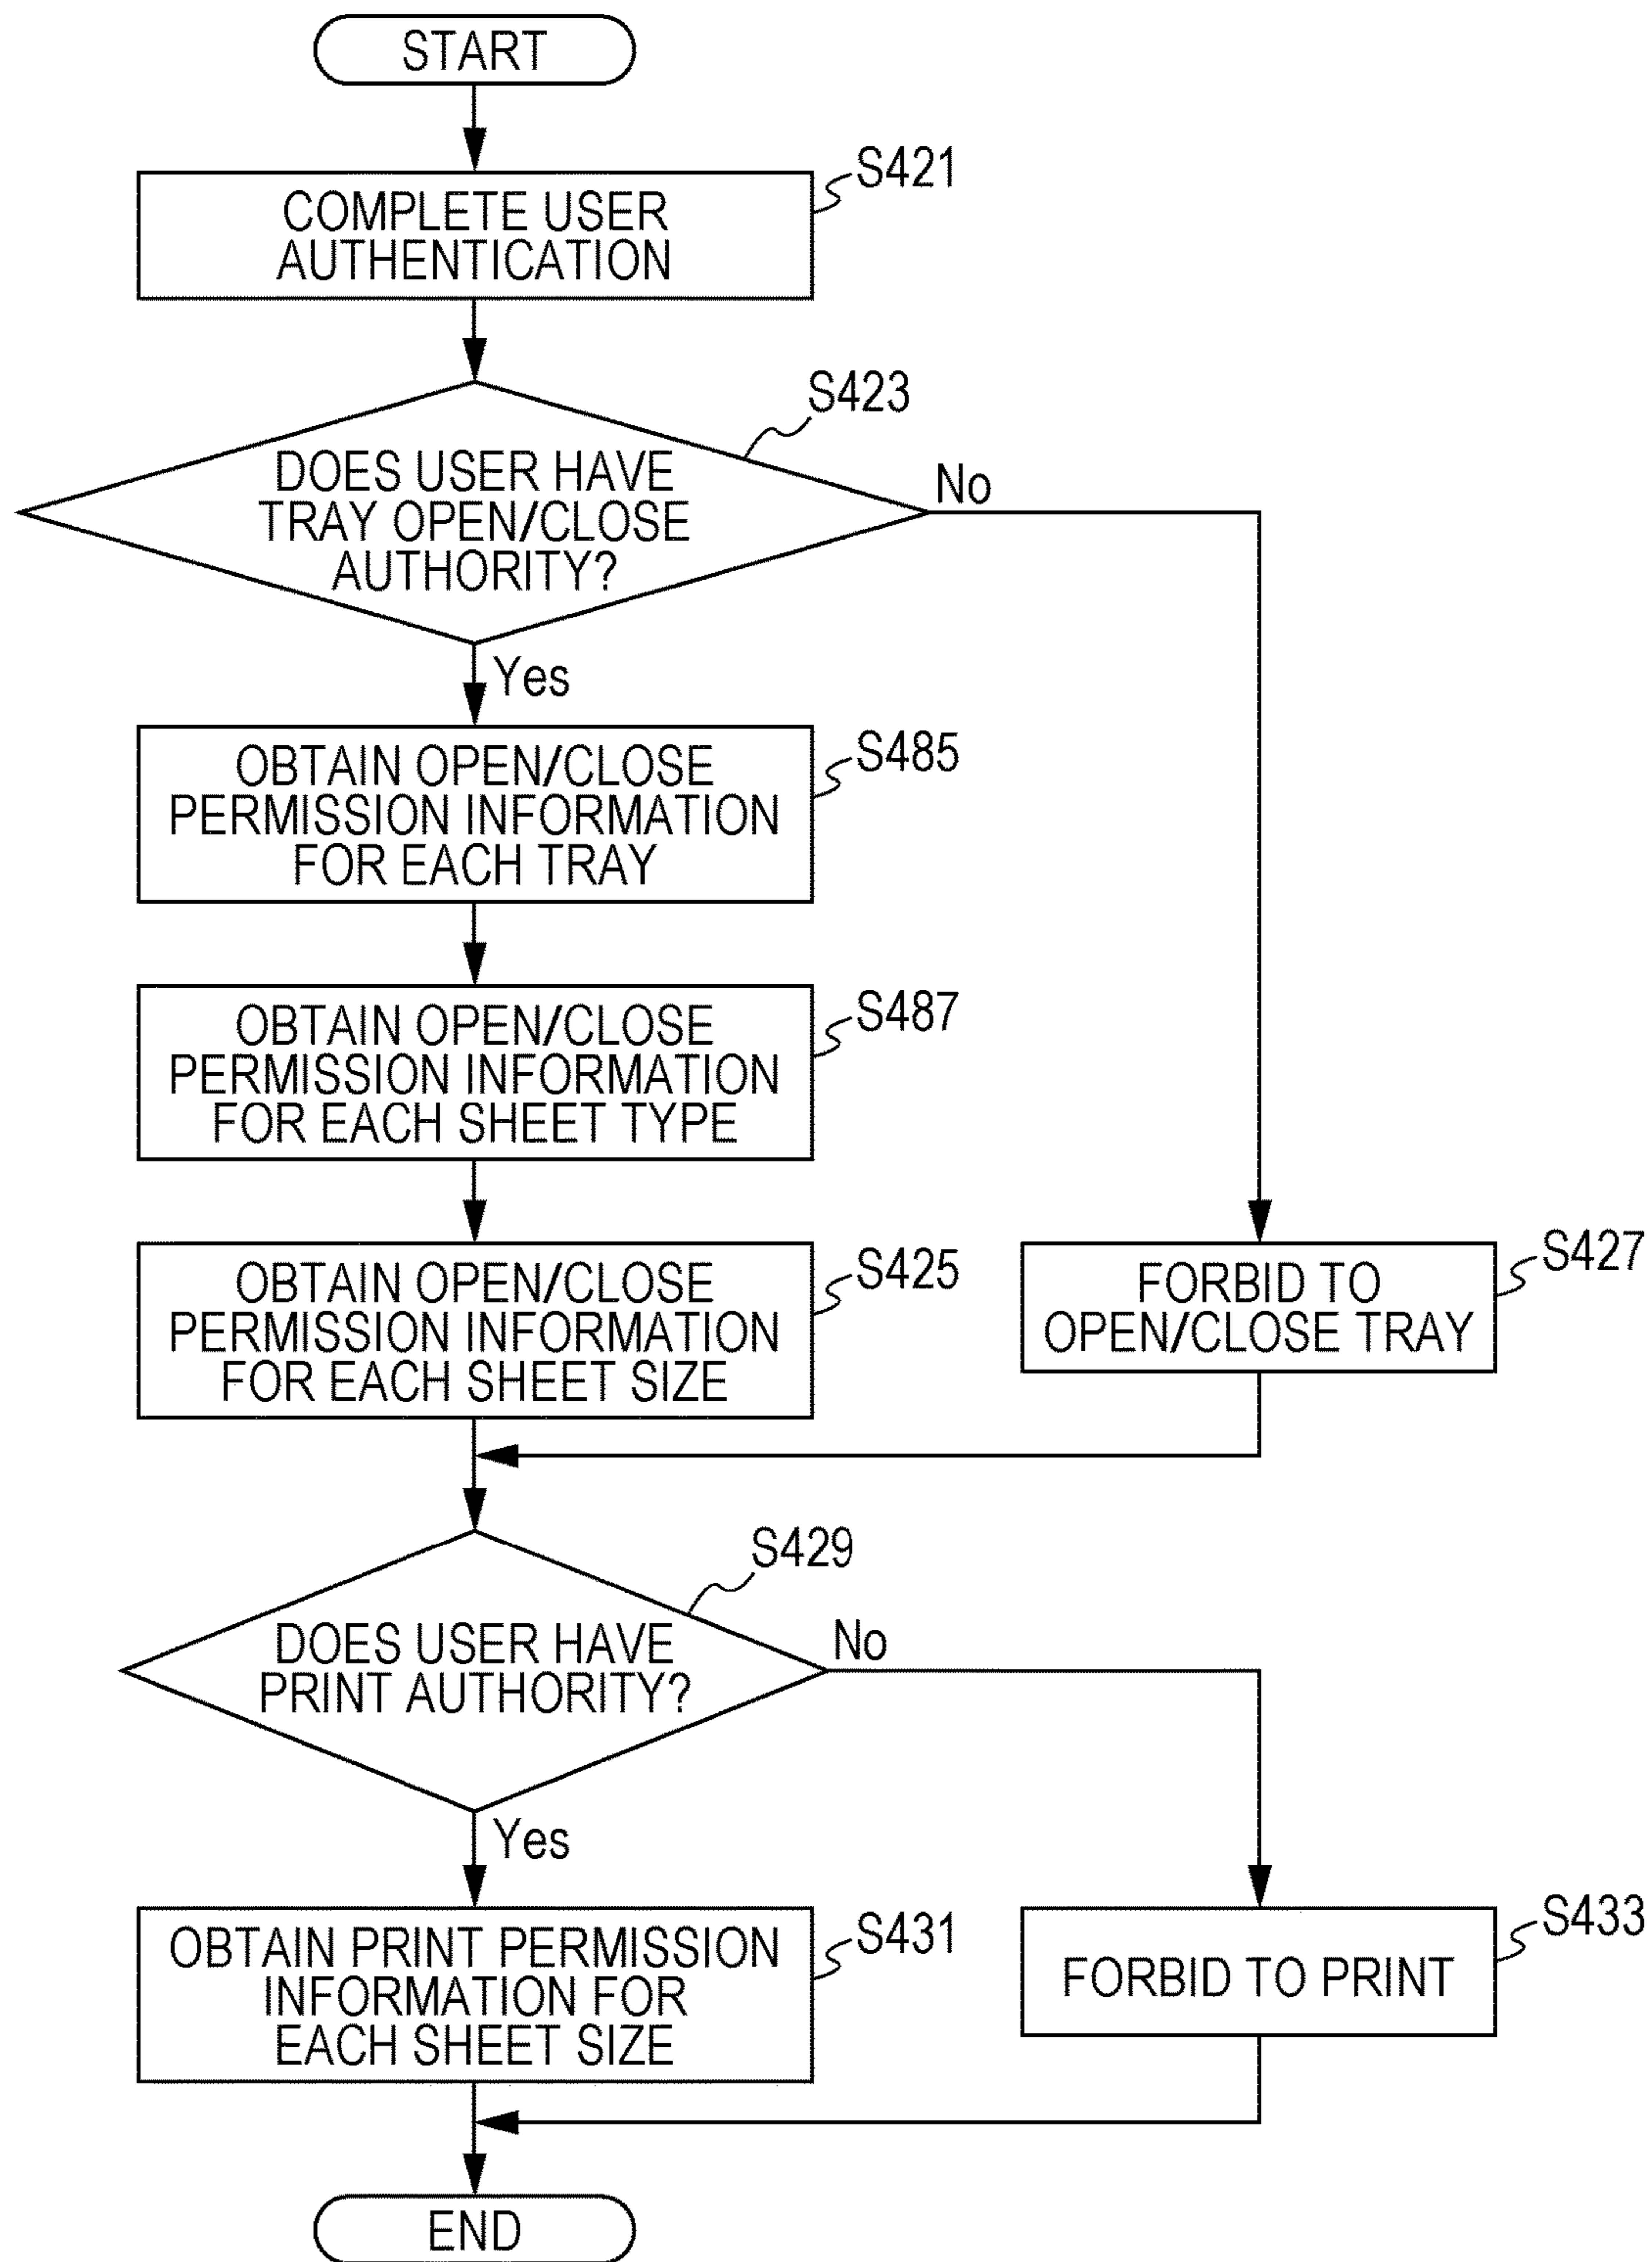 START
S421
COMPLETE USER
AUTHENTICATION
S423
DOES USER HAVE
TRAY OPEN/CLOSE
AUTHORITY?
No
Yes
S485
OBTAIN OPEN/CLOSE
PERMISSION INFORMATION
FOR EACH TRAY
S487
OBTAIN OPEN/CLOSE
PERMISSION INFORMATION
FOR EACH SHEET TYPE
S425
OBTAIN OPEN/CLOSE
PERMISSION INFORMATION
FOR EACH SHEET SIZE
S427
FORBID TO
OPEN/CLOSE TRAY
S429
DOES USER HAVE
PRINT AUTHORITY?
No
Yes
S431
OBTAIN PRINT PERMISSION
INFORMATION FOR
EACH SHEET SIZE
S433
FORBID TO PRINT
END